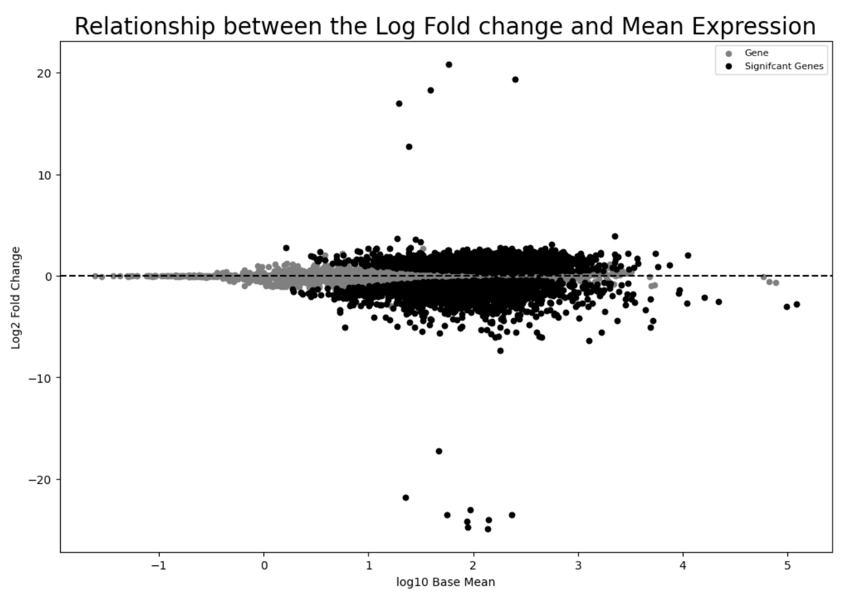 Relationship between the Log Fold change and Mean Expression
Gene
Signifcant Genes
20
10
0
−10
−20
Log2 Fold Change
−1
0
1
2
3
4
5
log10 Base Mean